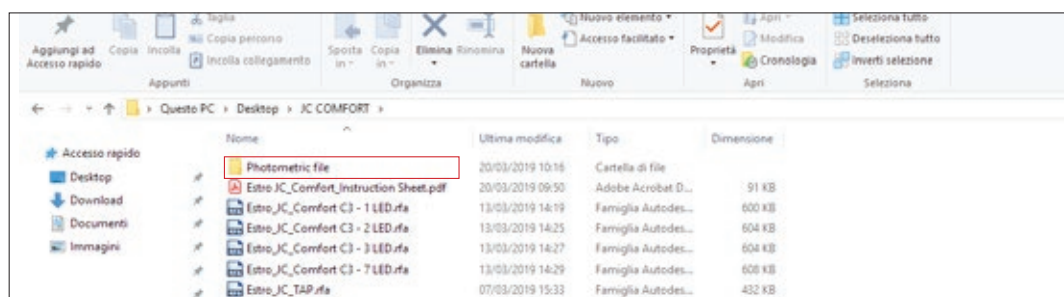 Taglia
Copia percorso
Incolla collegamento
Aggiungi ad
Accesso rapido
Copia
Incolla
Appunti
Sposta
in
Copia
in
Elimina
Rinomina
Organizza
Nuova
cartella
Nuovo elemento
Accesso facilitato
Nuovo
Proprietà
Apri
Modifica
Cronologia
Apri
Seleziona tutto
Deseleziona tutto
Inverti selezione
Seleziona
Questo PC › Desktop › JC COMFORT ›
Nome Ultima modifica Tipo Dimensione
Accesso rapido
Desktop
Download
Documenti
Immagini
Photometric file 20/03/2019 10:16 Cartella di file
Estro JC_Comfort_Instruction Sheet.pdf 20/03/2019 09:50 Adobe Acrobat D... 91 KB
Estro_JC_Comfort C3 - 1 LED.rfa 13/03/2019 14:19 Famiglia Autodes... 600 KB
Estro_JC_Comfort C3 - 2 LED.rfa 13/03/2019 14:25 Famiglia Autodes... 604 KB
Estro_JC_Comfort C3 - 3 LED.rfa 13/03/2019 14:27 Famiglia Autodes... 604 KB
Estro_JC_Comfort C3 - 7 LED.rfa 13/03/2019 14:29 Famiglia Autodes... 608 KB
Estro_JC_TAP.rfa 07/03/2019 15:33 Famiglia Autodes... 432 KB